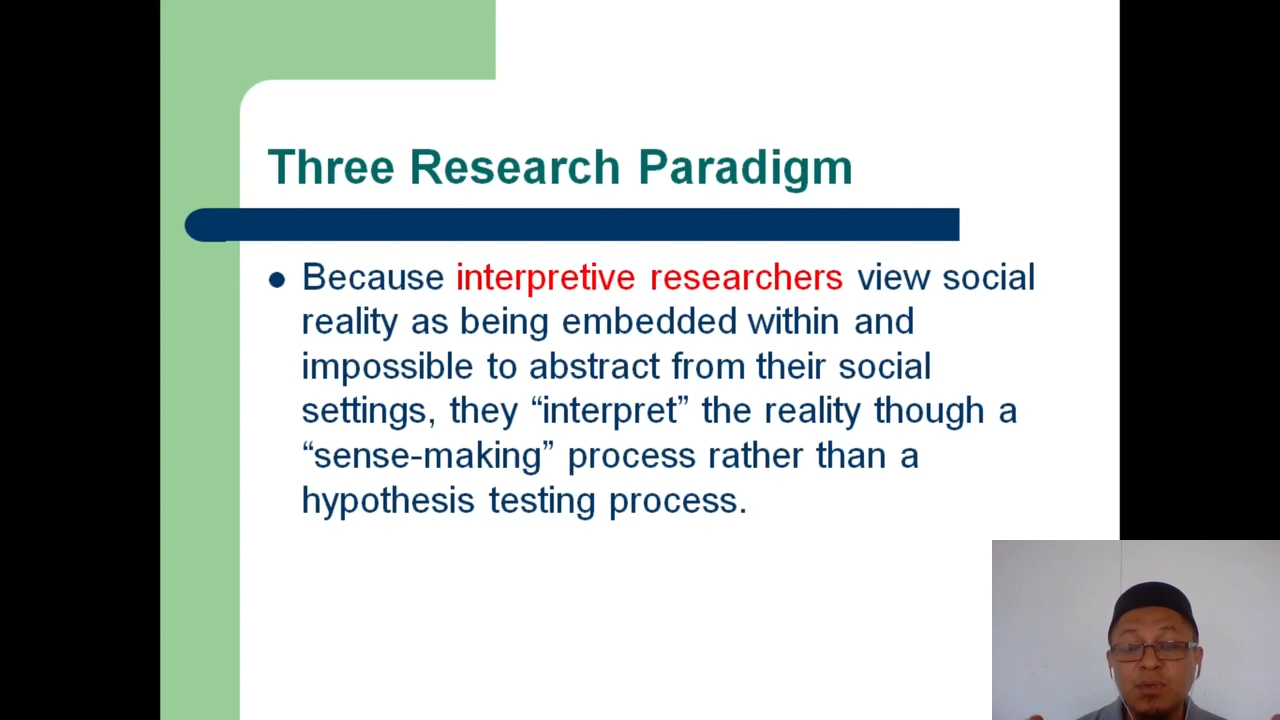 Three Research Paradigm
Because interpretive researchers view social
reality as being embedded within and
impossible to abstract from their social
settings, they “interpret” the reality though a
“sense-making” process rather than a
hypothesis testing process.